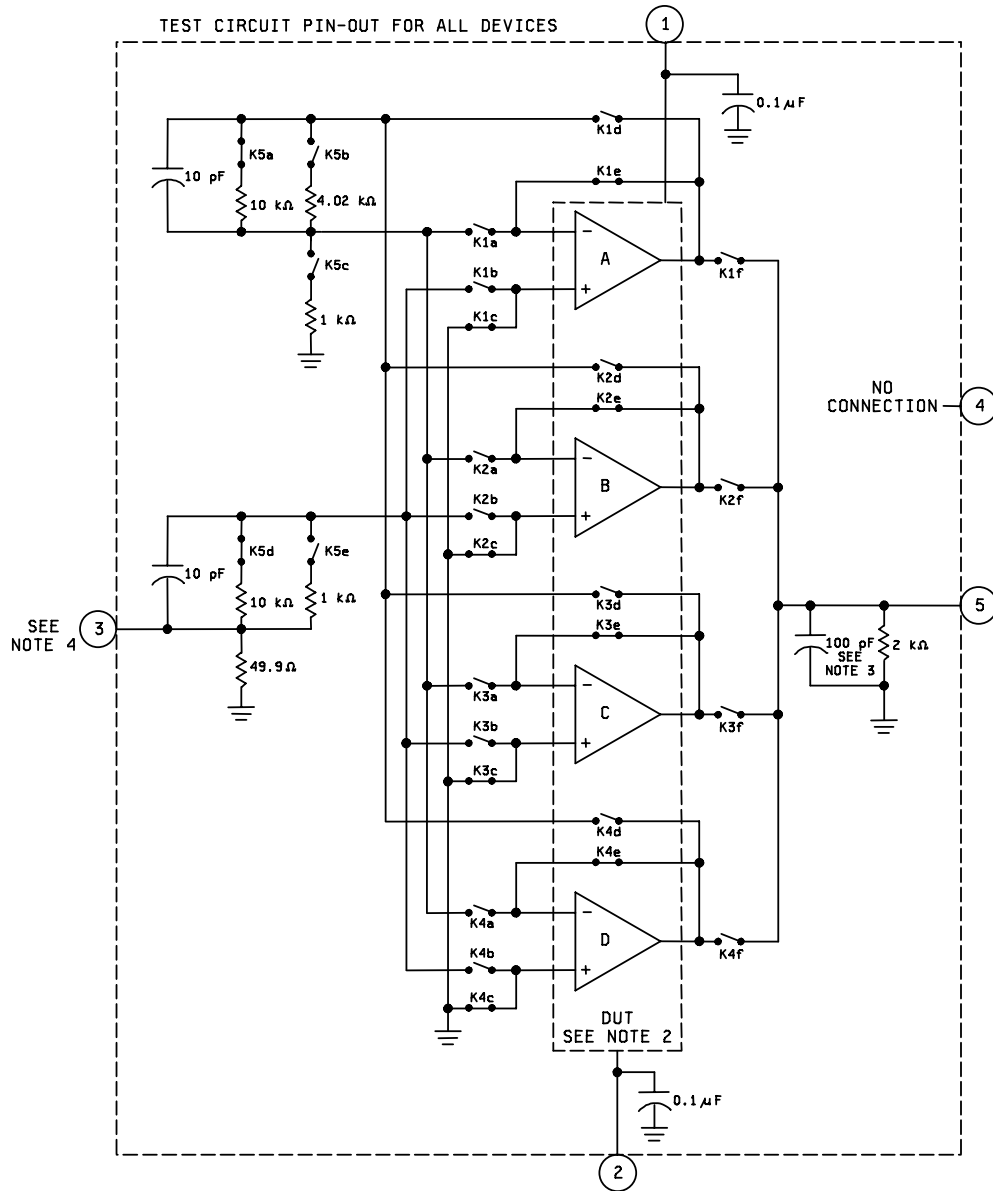 TEST CIRCUIT PIN-OUT FOR ALL DEVICES
1
0.1 µF
K1d
10 pF
K5a
K5b
10 kΩ
4.02 kΩ
K1e
K5c
1 kΩ
K1a
K1b
K1c
−
A
+
K1f
K2d
K2e
NO
CONNECTION
4
K2a
K2b
K2c
−
B
+
K2f
10 pF
K5d
K5e
10 kΩ
1 kΩ
SEE
NOTE 4
3
49.9Ω
K3d
K3e
5
100 pF
SEE
NOTE 3
2 kΩ
K3a
K3b
K3c
−
C
+
K3f
K4d
K4e
K4a
K4b
K4c
−
D
+
K4f
DUT
SEE NOTE 2
0.1 µF
2